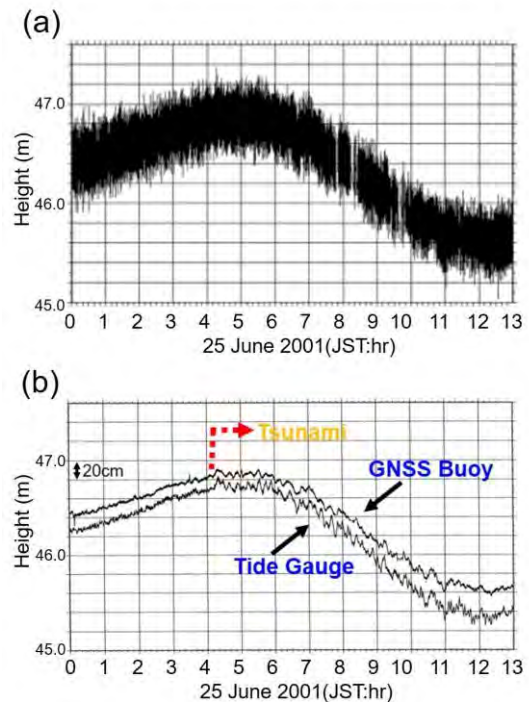 (a)
47.0
46.0
45.0
Height (m)
0 1 2 3 4 5 6 7 8 9 10 11 12 13
25 June 2001(JST:hr)
(b)
Tsunami
47.0
20cm
GNSS Buoy
46.0
Tide Gauge
45.0
Height (m)
0 1 2 3 4 5 6 7 8 9 10 11 12 13
25 June 2001(JST:hr)